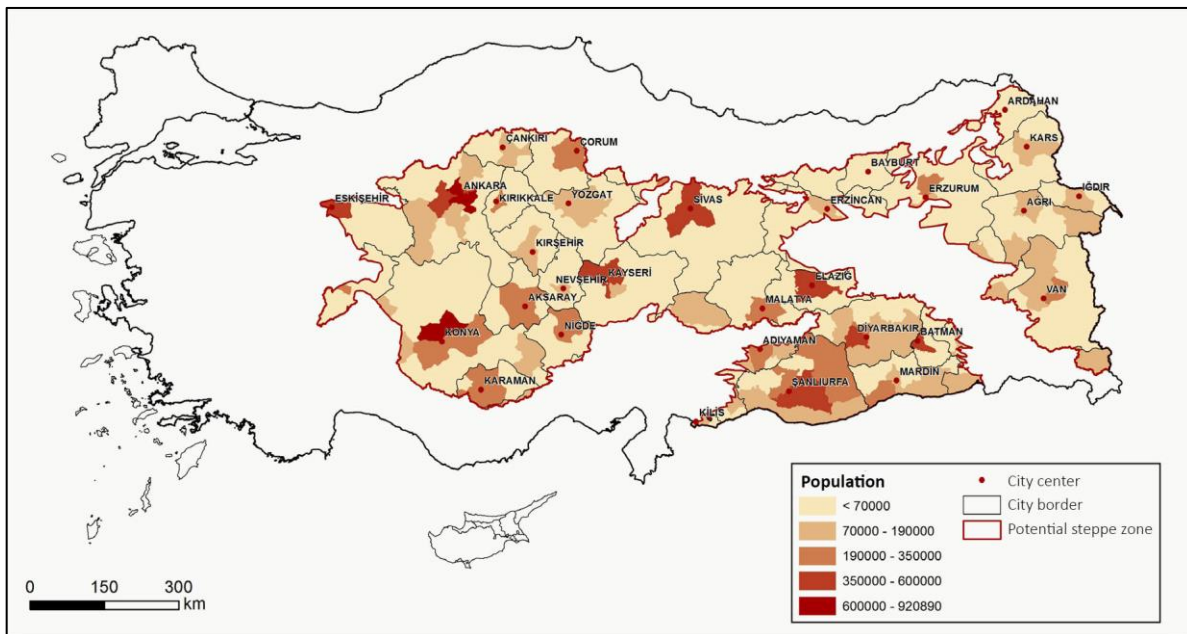 ARDAHAN
KARS
ÇANKIRI
ÇORUM
BAYBURT
ERZURUM
IĞDIR
AĞRI
ERZİNCAN
SİVAS
ANKARA
ESKİŞEHİR
KIRIKKALE
YOZGAT
KIRŞEHİR
NEVŞEHİR
KAYSERİ
ELAZIĞ
VAN
AKSARAY
MALATYA
KONYA
NİĞDE
DİYARBAKIR
BATMAN
ADIYAMAN
KARAMAN
ŞANLIURFA
MARDİN
KİLİS
Population
< 70000
70000 - 190000
190000 - 350000
350000 - 600000
600000 - 920890
City center
City border
Potential steppe zone
0 150 300
km